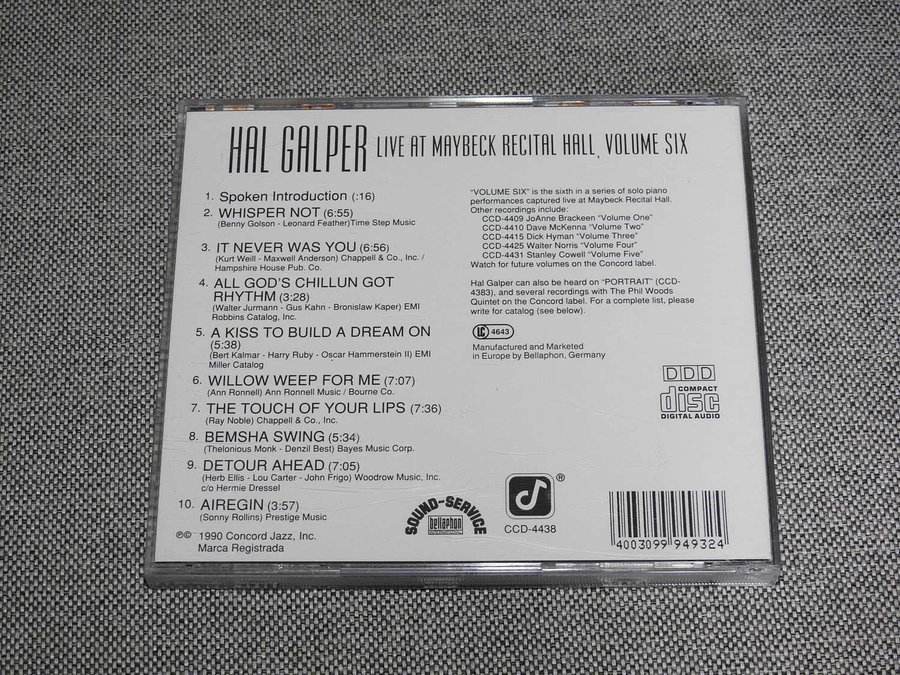 HAL GALPER LIVE AT MAYBECK RECITAL HALL, VOLUME SIX
1. Spoken Introduction (:16)
2. WHISPER NOT (6:55)
(Benny Golson - Leonard Feather)Time Step Music
3. IT NEVER WAS YOU (6:56)
(Kurt Weill - Maxwell Anderson) Chappell & Co., Inc. /
Hampshire House Pub. Co.
4. ALL GOD'S CHILLUN GOT
RHYTHM (3:28)
(Walter Jurmann - Gus Kahn - Bronislaw Kaper) EMI
Robbins Catalog, Inc.
5. A KISS TO BUILD A DREAM ON
(5:38)
(Bert Kalmar - Harry Ruby - Oscar Hammerstein II) EMI
Miller Catalog
6. WILLOW WEEP FOR ME (7:07)
(Ann Ronnell) Ann Ronnell Music / Bourne Co.
7. THE TOUCH OF YOUR LIPS (7:36)
(Ray Noble) Chappell & Co., Inc.
8. BEMSHA SWING (5:34)
(Thelonious Monk - Denzil Best) Bayes Music Corp.
9. DETOUR AHEAD (7:05)
(Herb Ellis - Lou Carter - John Frigo) Woodrow Music, Inc.
c/o Hermie Dressel
10. AIREGIN (3:57)
(Sonny Rollins) Prestige Music
℗© 1990 Concord Jazz, Inc.
Marca Registrada
"VOLUME SIX" is the sixth in a series of solo piano
performances captured live at Maybeck Recital Hall.
Other recordings include:
CCD-4409 JoAnne Brackeen "Volume One"
CCD-4410 Dave McKenna "Volume Two"
CCD-4415 Dick Hyman "Volume Three"
CCD-4425 Walter Norris "Volume Four"
CCD-4431 Stanley Cowell "Volume Five"
Watch for future volumes on the Concord label.
Hal Galper can also be heard on "PORTRAIT" (CCD-
4383), and several recordings with The Phil Woods
Quintet on the Concord label. For a complete list, please
write for catalog (see below).
LC 4643
Manufactured and Marketed
in Europe by Bellaphon, Germany
DDD
COMPACT
disc
DIGITAL AUDIO
SOUND-SERVICE
bellaphon
®
CCD-4438
4003099 949324